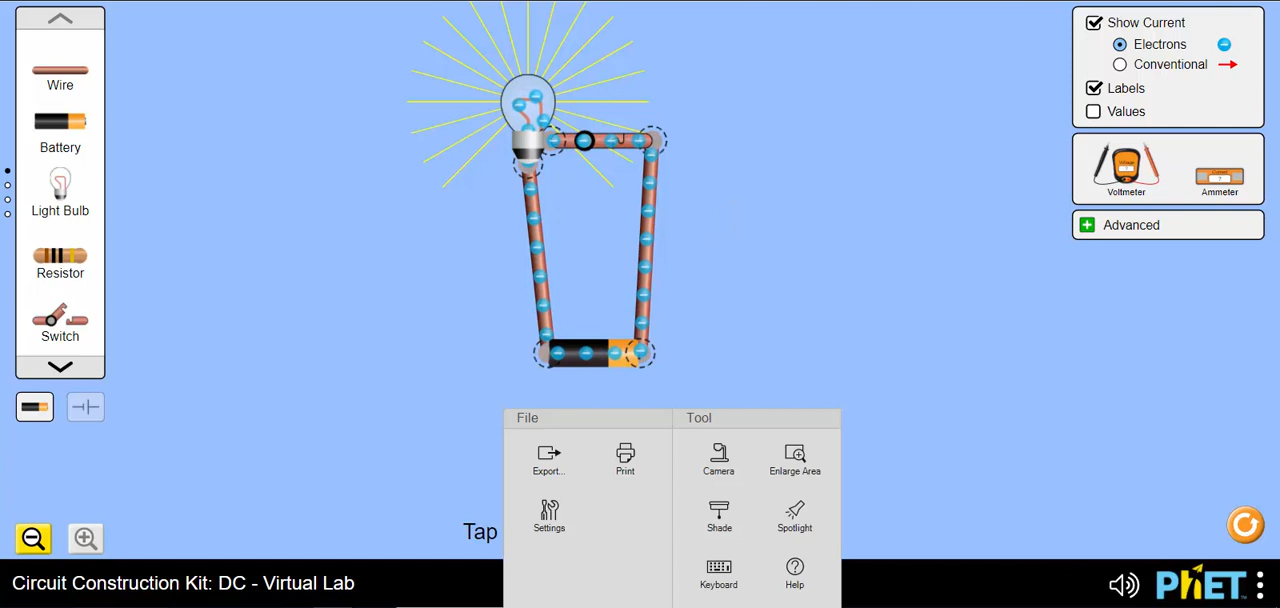 Wire
Battery
Light Bulb
Resistor
Switch
Show Current
Electrons
Conventional
Labels
Values
Voltmeter
Ammeter
Advanced
Tap
File
Tool
Export...
Print
Camera
Enlarge Area
Settings
Shade
Spotlight
Keyboard
Help
Circuit Construction Kit: DC - Virtual Lab
PhET